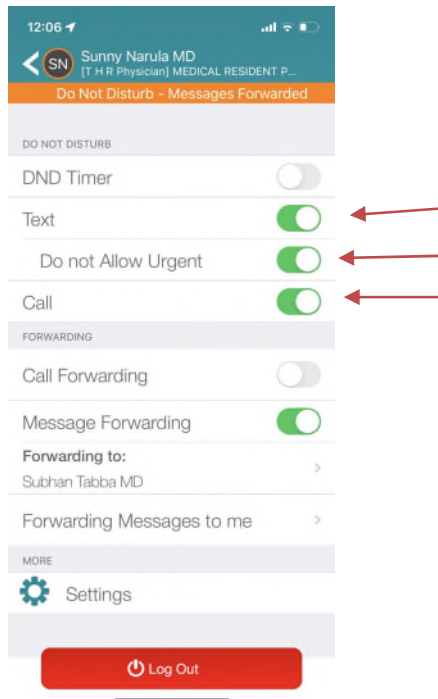 12:06
SN
Sunny Narula MD
[T H R Physician] MEDICAL RESIDENT P...
Do Not Disturb - Messages Forwarded
DO NOT DISTURB
DND Timer
Text
Do not Allow Urgent
Call
FORWARDING
Call Forwarding
Message Forwarding
Forwarding to:
Subhan Tabba MD
Forwarding Messages to me
MORE
Settings
Log Out